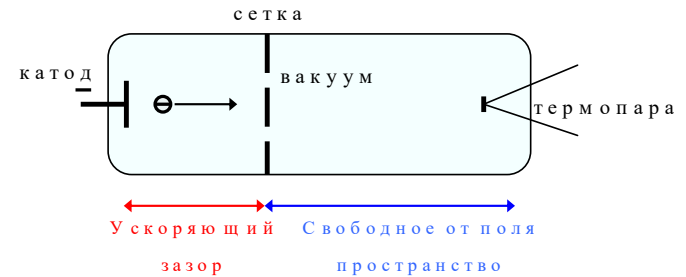 сетка
катод
вакуум
термопара
Ускоряющий
зазор
Свободное от поля
пространство